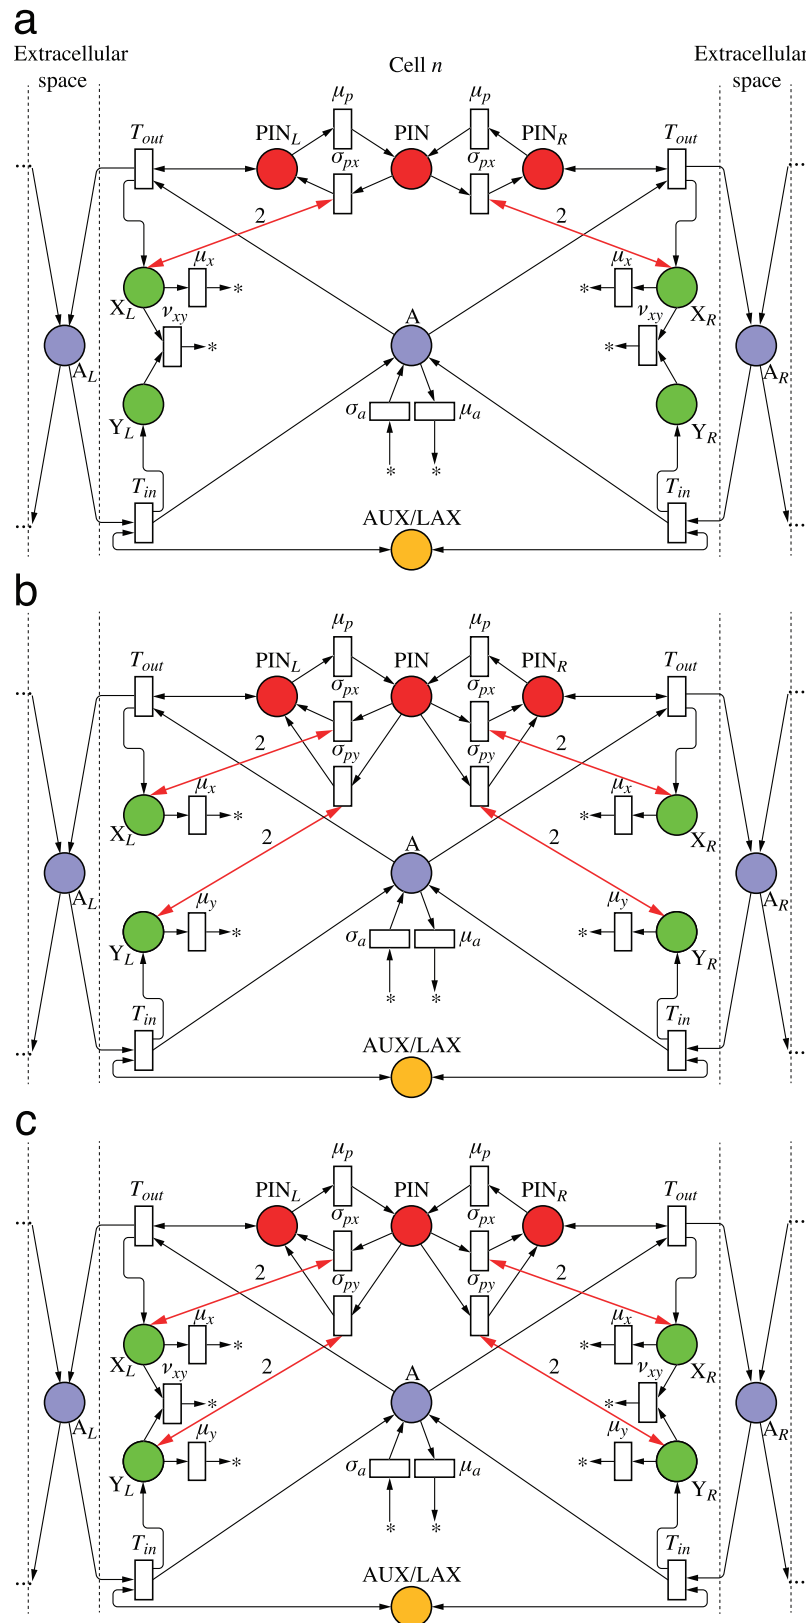 a
Extracellular space
Cell n
Extracellular space
μp μp
Tout PINL PIN PINR Tout
... σpx σpx ...
2 2
μx μx
* *
XL νxy νxy XR
* *
A
AL AR
YL σa μa YR
* *
Tin Tin
AUX/LAX
... ...
b
μp μp
Tout PINL PIN PINR Tout
... σpx σpx ...
2 σpy σpy 2
μx μx
* *
XL XR
2 A 2
AL μy μy AR
* σa μa *
YL YR
* *
Tin Tin
AUX/LAX
... ...
c
μp μp
Tout PINL PIN PINR Tout
... σpx σpx ...
2 σpy σpy 2
μx μx
* *
XL νxy 2 A 2 νxy XR
* *
AL μy μy AR
* σa μa *
YL YR
* *
Tin Tin
AUX/LAX
... ...